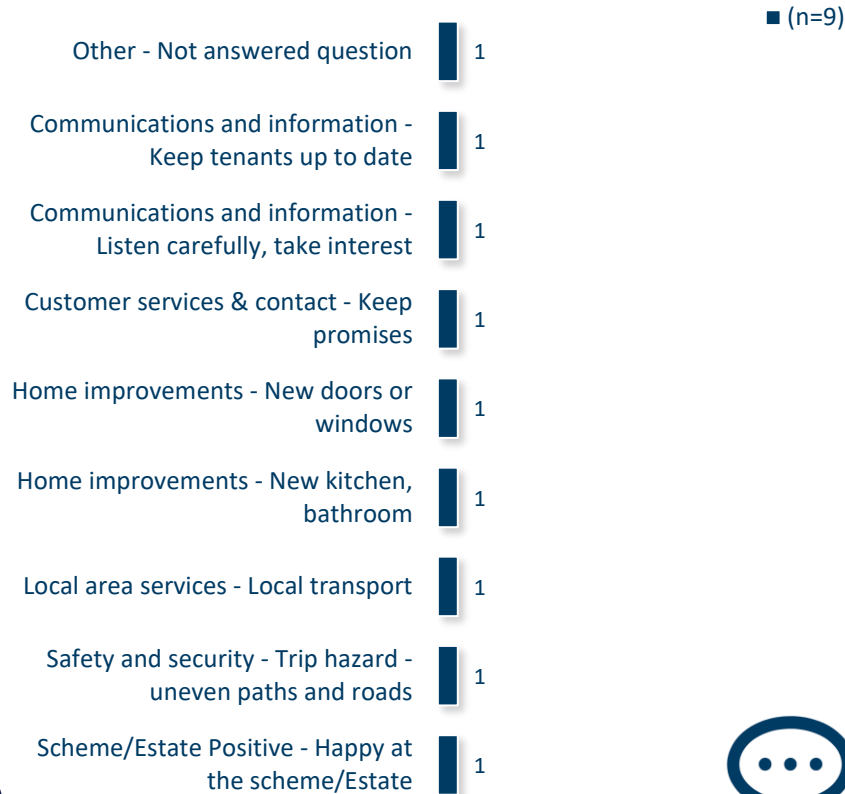 ■ (n=9)
Other - Not answered question 1
Communications and information -
Keep tenants up to date 1
Communications and information -
Listen carefully, take interest 1
Customer services & contact - Keep
promises 1
Home improvements - New doors or
windows 1
Home improvements - New kitchen,
bathroom 1
Local area services - Local transport 1
Safety and security - Trip hazard -
uneven paths and roads 1
Scheme/Estate Positive - Happy at
the scheme/Estate 1